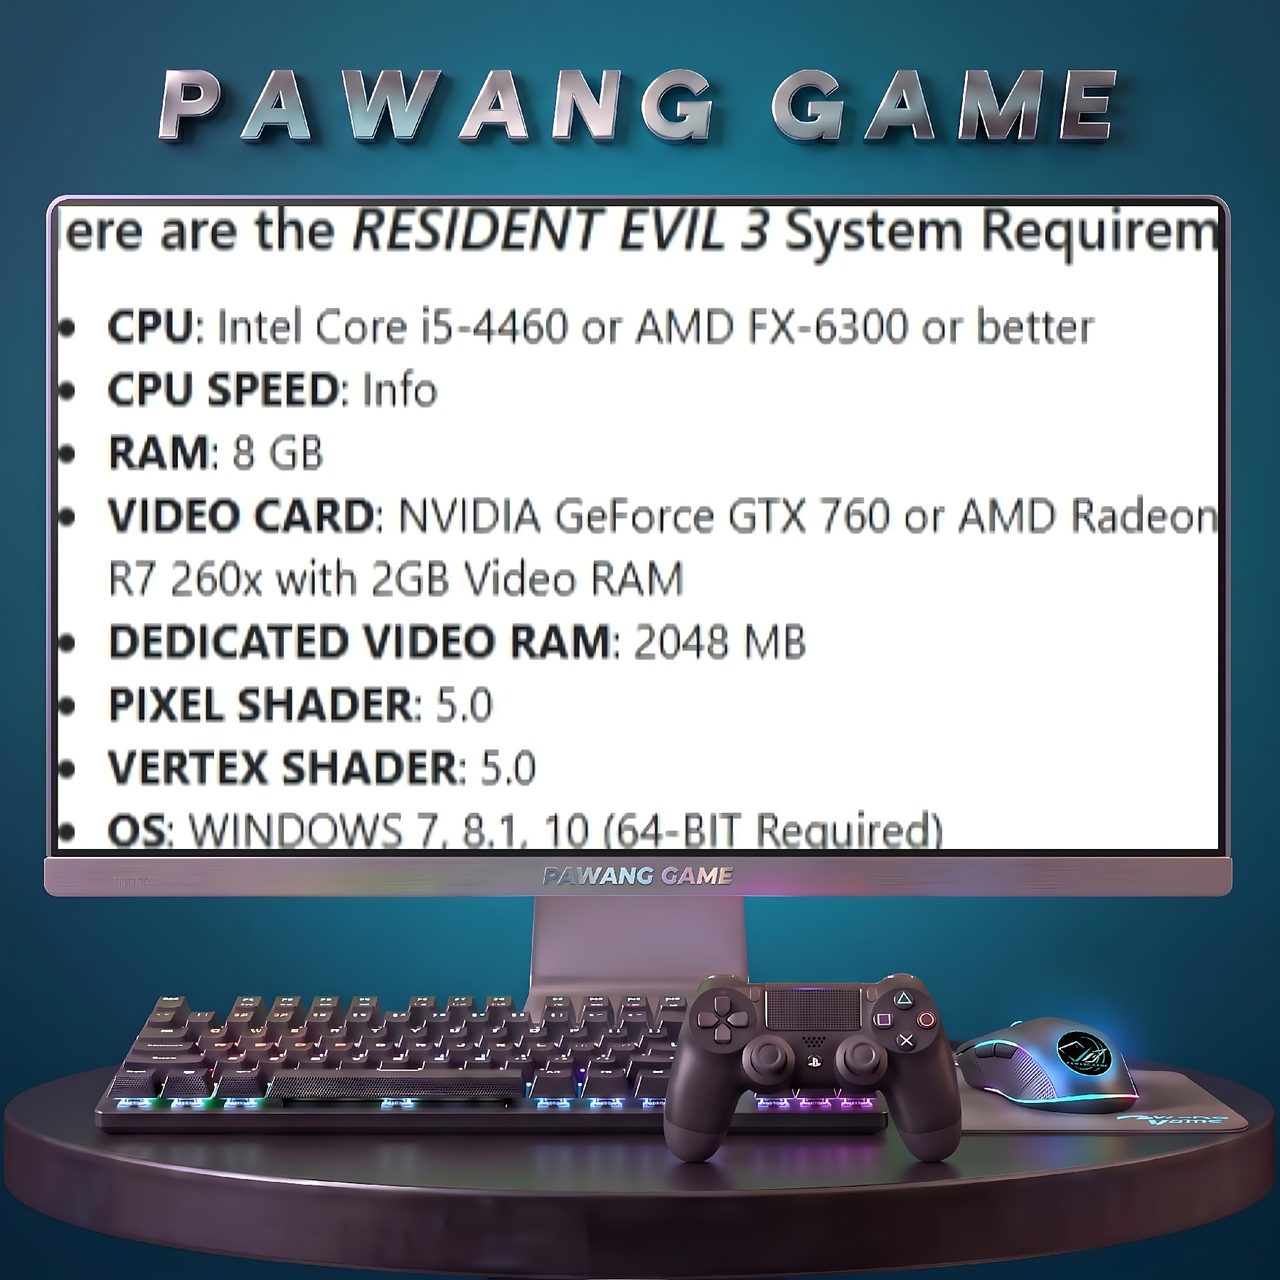 PAWANG GAME
ere are the RESIDENT EVIL 3 System Requirem
• CPU: Intel Core i5-4460 or AMD FX-6300 or better
• CPU SPEED: Info
• RAM: 8 GB
• VIDEO CARD: NVIDIA GeForce GTX 760 or AMD Radeon
R7 260x with 2GB Video RAM
• DEDICATED VIDEO RAM: 2048 MB
• PIXEL SHADER: 5.0
• VERTEX SHADER: 5.0
• OS: WINDOWS 7, 8.1, 10 (64-BIT Required)
PAWANG GAME